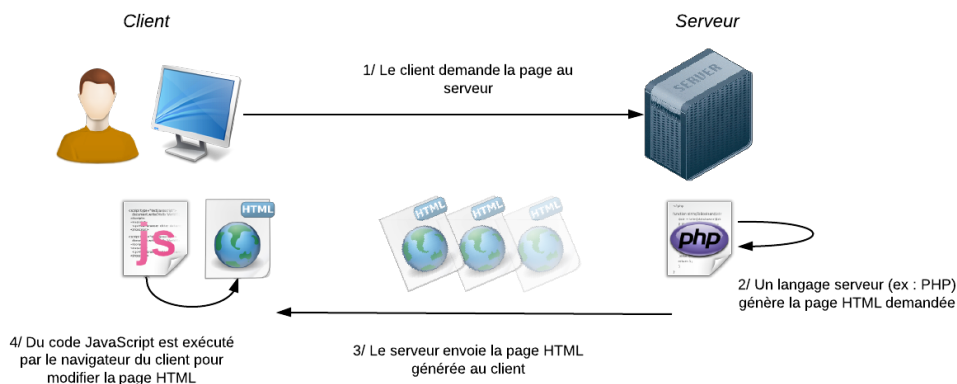 Client
Serveur
1/ Le client demande la page au
serveur
SERVER
js
HTML
HTML
HTML
HTML
php
2/ Un langage serveur (ex : PHP)
génère la page HTML demandée
3/ Le serveur envoie la page HTML
générée au client
4/ Du code JavaScript est exécuté
par le navigateur du client pour
modifier la page HTML